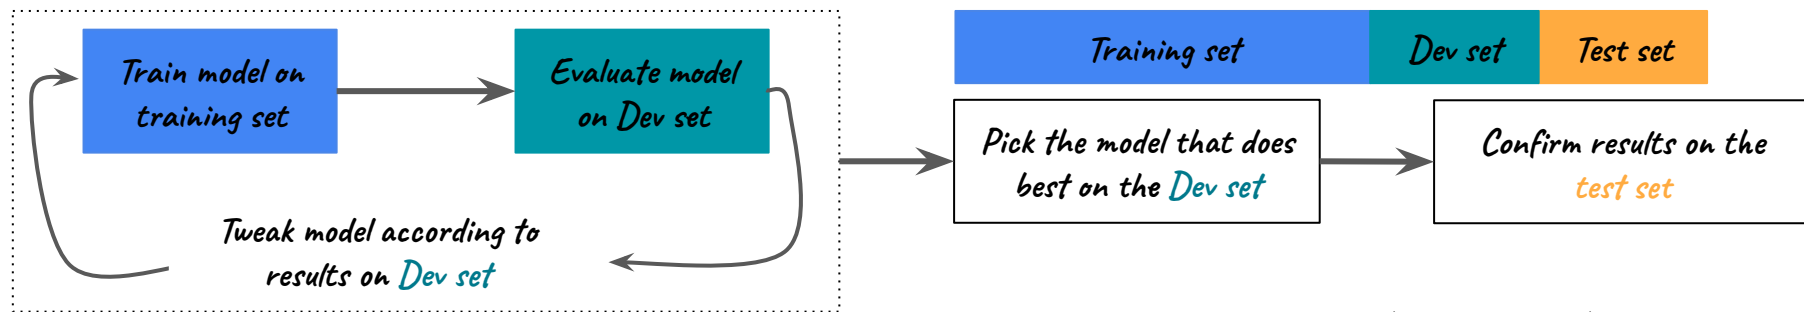 Train model on
training set
Evaluate model
on Dev set
Tweak model according to
results on Dev set
Training set
Dev set
Test set
Pick the model that does
best on the Dev set
Confirm results on the
test set